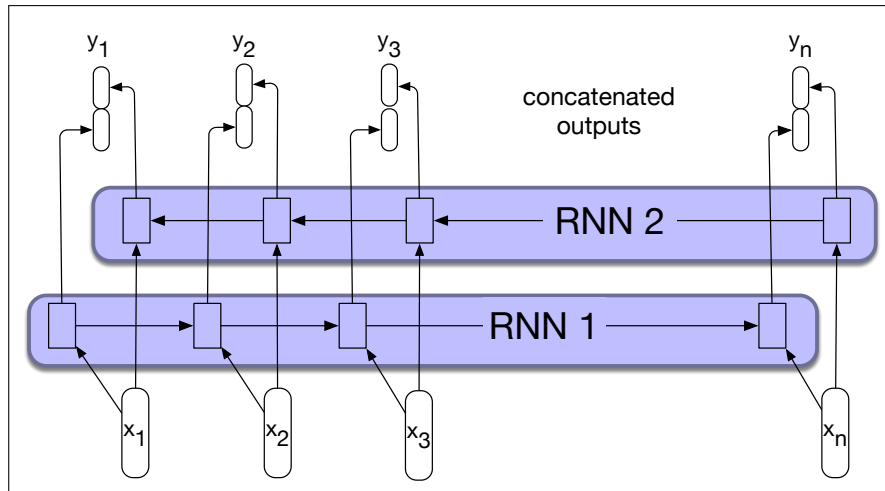 y1 y2 y3 yn
concatenated
outputs
RNN 2
RNN 1
x1 x2 x3 xn